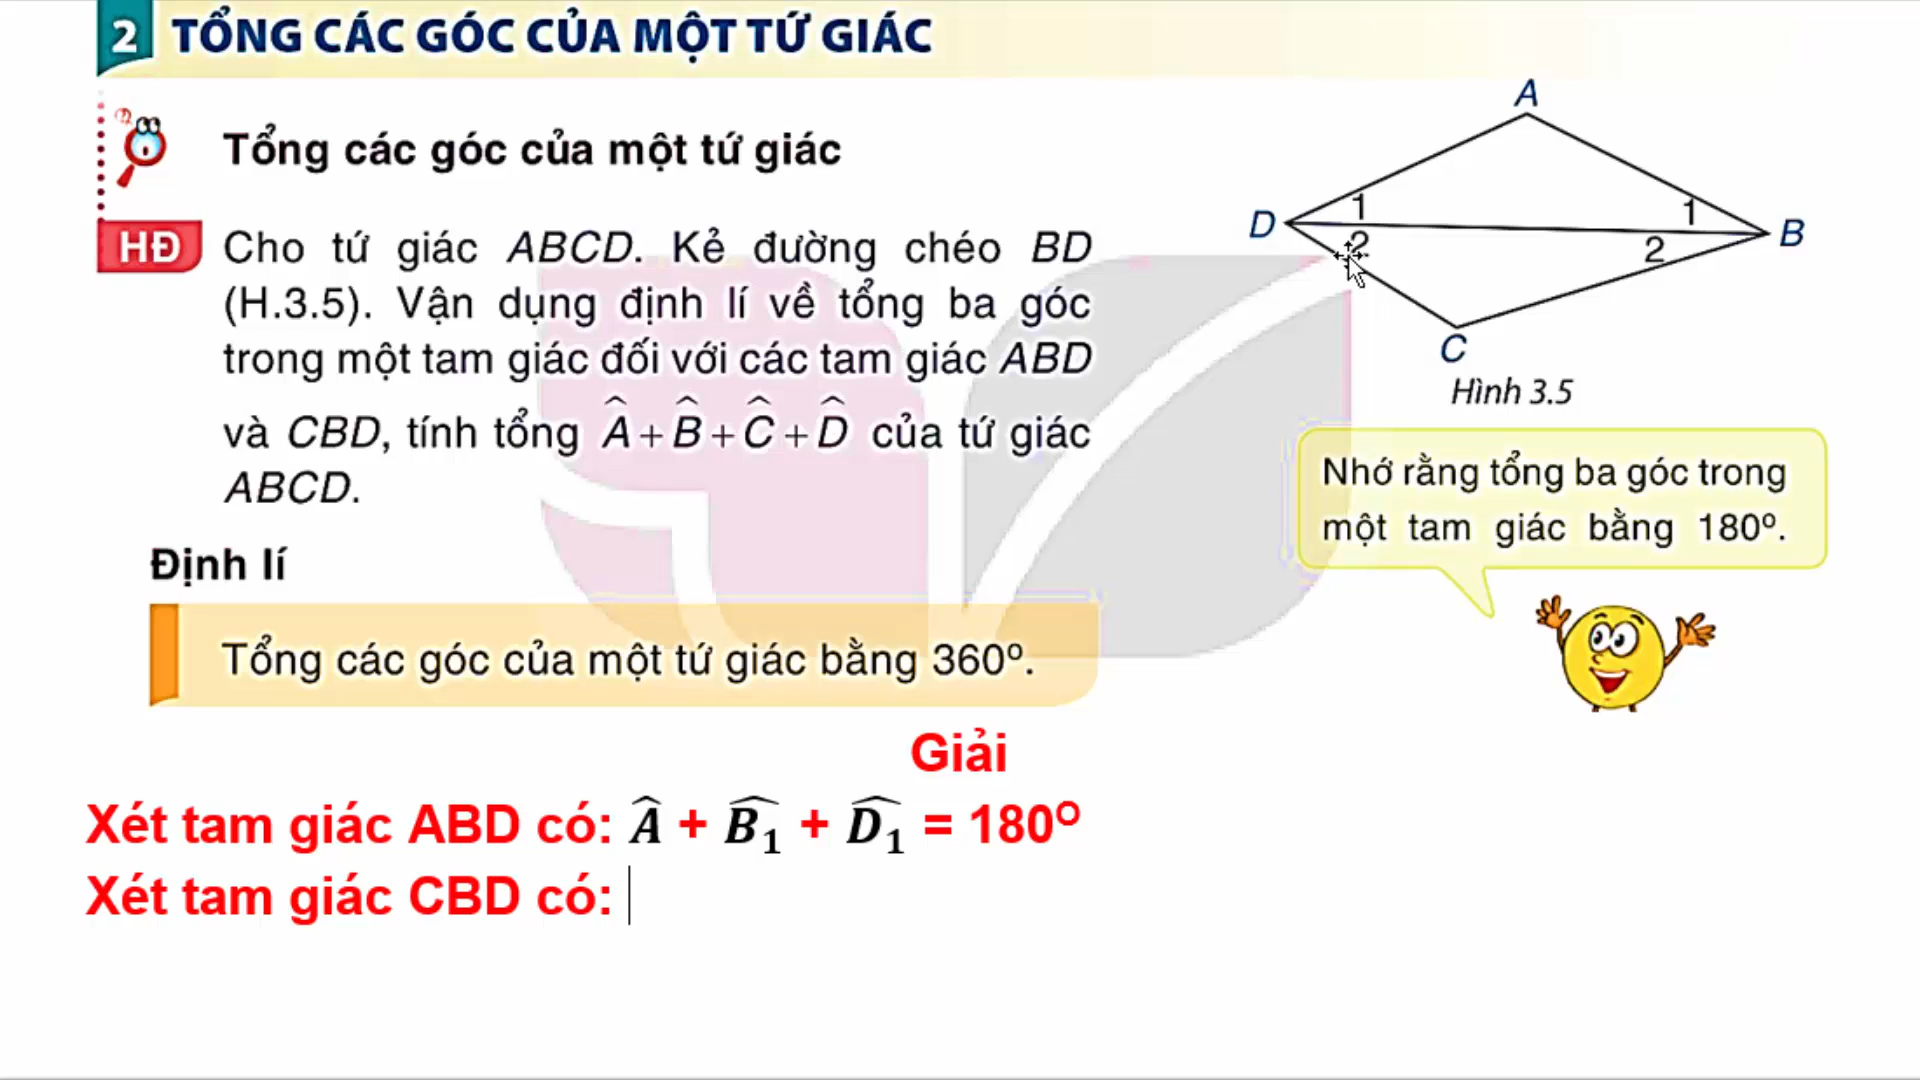 2 TỔNG CÁC GÓC CỦA MỘT TỨ GIÁC
Tổng các góc của một tứ giác
HĐ Cho tứ giác ABCD. Kẻ đường chéo BD
(H.3.5). Vận dụng định lí về tổng ba góc
trong một tam giác đối với các tam giác ABD
và CBD, tính tổng Â + B̂ + Ĉ + D̂ của tứ giác
ABCD.
A
D
1
1
B
2
2
C
Hình 3.5
Nhớ rằng tổng ba góc trong
một tam giác bằng 180º.
Định lí
Tổng các góc của một tứ giác bằng 360º.
Giải
Xét tam giác ABD có: Â + B̂₁ + D̂₁ = 180º
Xét tam giác CBD có: